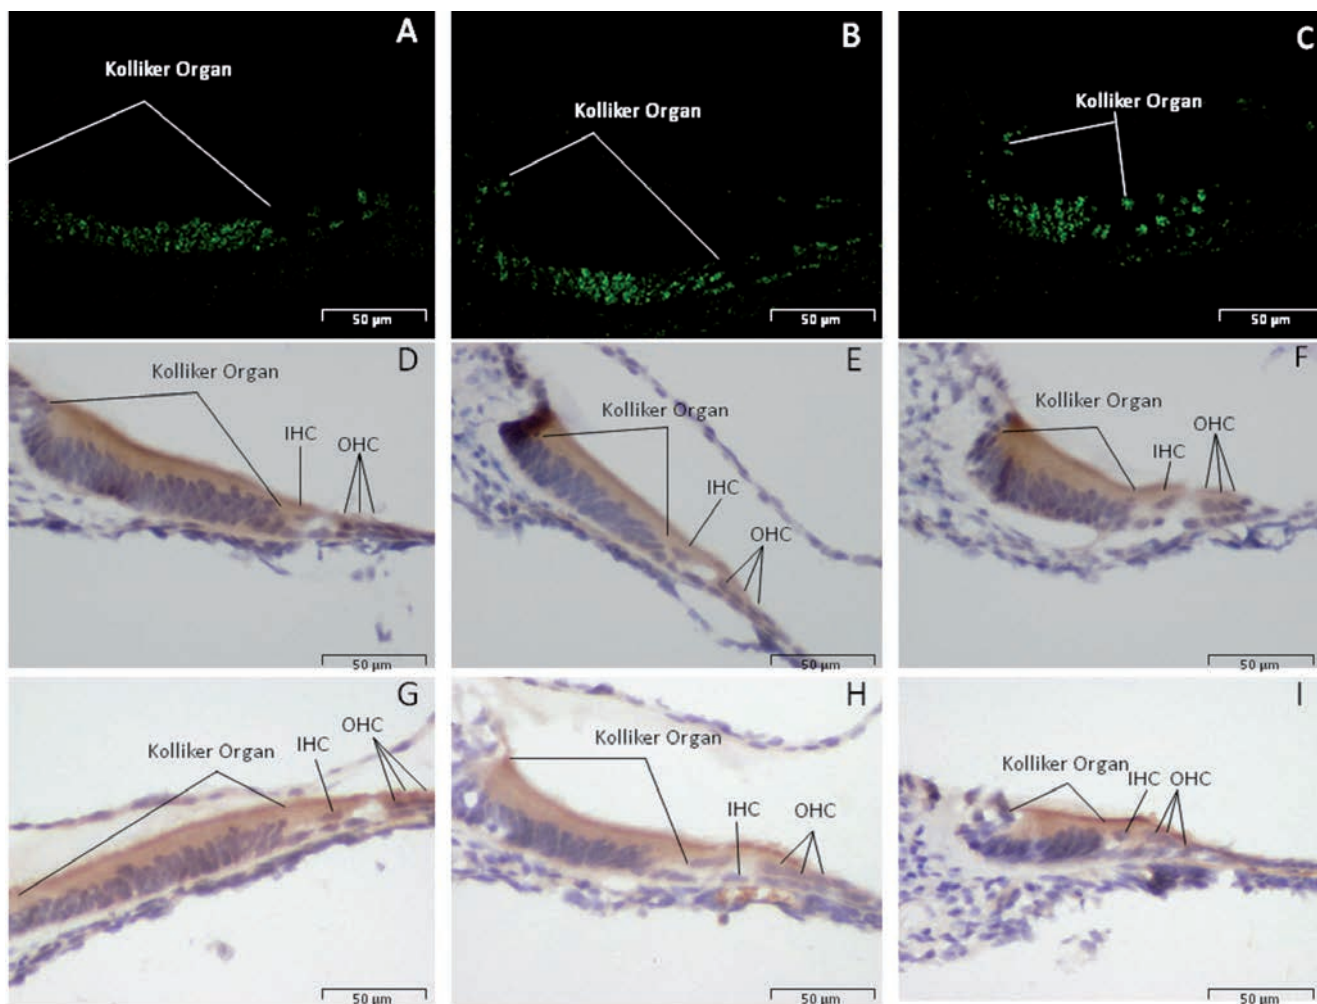 A
Kolliker Organ
50 µm
B
Kolliker Organ
50 µm
C
Kolliker Organ
50 µm
D
Kolliker Organ
IHC
OHC
50 µm
E
Kolliker Organ
IHC
OHC
50 µm
F
Kolliker Organ
IHC
OHC
50 µm
G
Kolliker Organ
IHC
OHC
50 µm
H
Kolliker Organ
IHC
OHC
50 µm
I
Kolliker Organ
IHC
OHC
50 µm